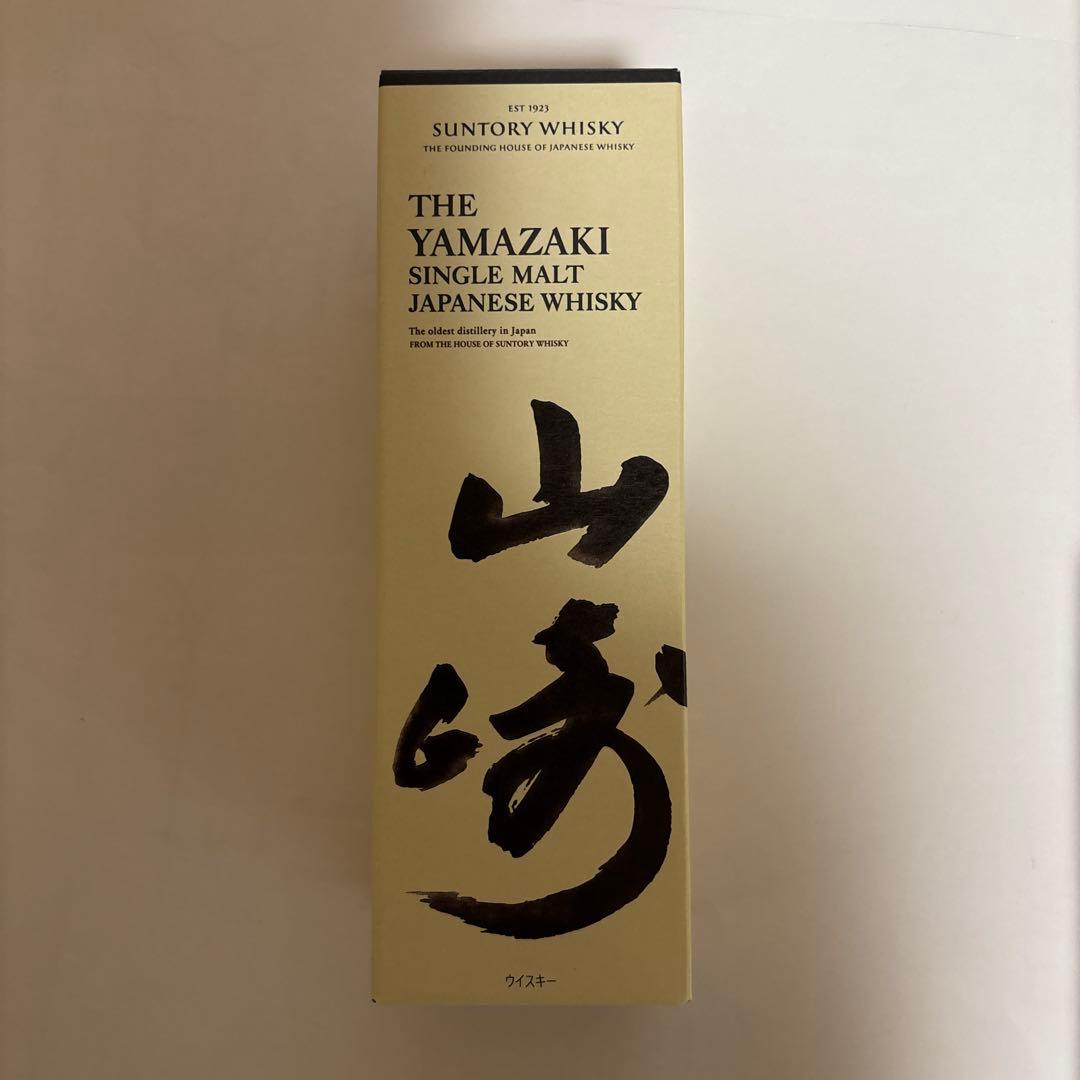 EST 1923
SUNTORY WHISKY
THE FOUNDING HOUSE OF JAPANESE WHISKY
THE
YAMAZAKI
SINGLE MALT
JAPANESE WHISKY
The oldest distillery in Japan
FROM THE HOUSE OF SUNTORY WHISKY
山
崎
ウイスキー